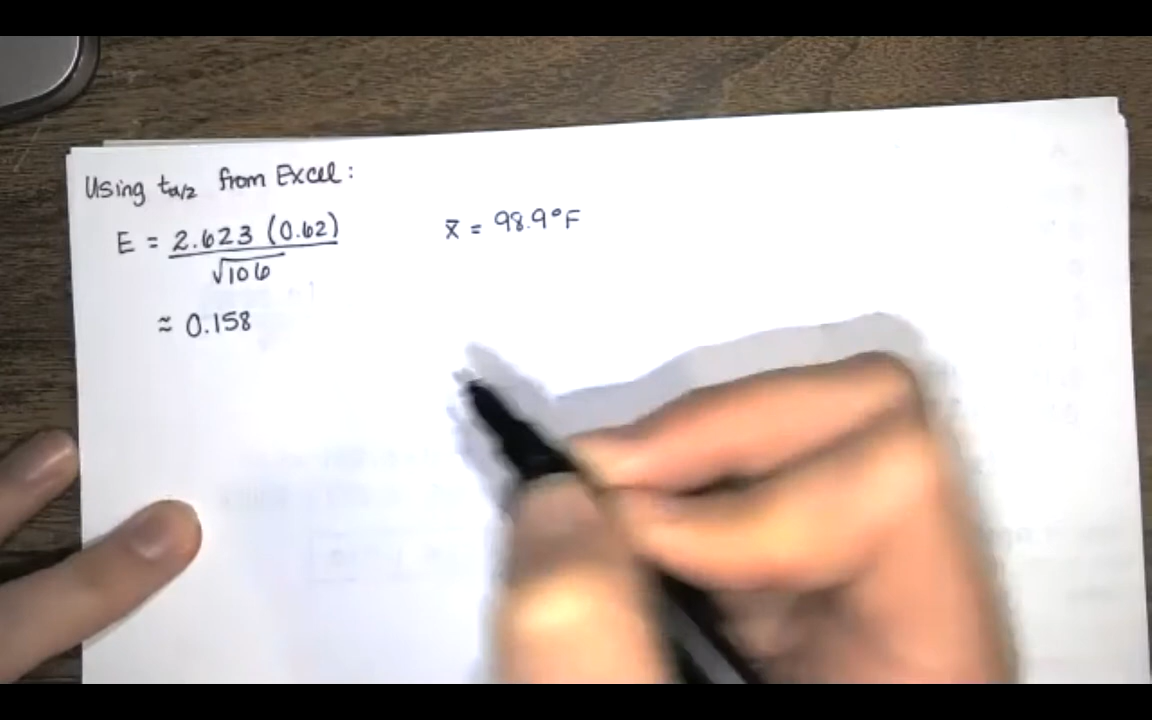 Using tα/2 from Excel:
E = 2.623 (0.62) / √106
x̄ = 98.9°F
≈ 0.158